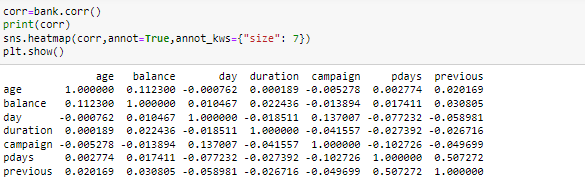 corr=bank.corr()
print(corr)
sns.heatmap(corr,annot=True,annot_kws={"size": 7})
plt.show()
age balance day duration campaign pdays previous
age 1.000000 0.112300 -0.000762 0.000189 -0.005278 0.002774 0.020169
balance 0.112300 1.000000 0.010467 0.022436 -0.013894 0.017411 0.030805
day -0.000762 0.010467 1.000000 -0.018511 0.137007 -0.077232 -0.058981
duration 0.000189 0.022436 -0.018511 1.000000 -0.041557 -0.027392 -0.026716
campaign -0.005278 -0.013894 0.137007 -0.041557 1.000000 -0.102726 -0.049699
pdays 0.002774 0.017411 -0.077232 -0.027392 -0.102726 1.000000 0.507272
previous 0.020169 0.030805 -0.058981 -0.026716 -0.049699 0.507272 1.000000